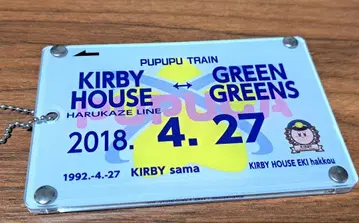 PUPUPU TRAIN
KIRBY HOUSE ↔ GREEN GREENS
HARUKAZE LINE
PUPUCA
2018. 4. 27
1992.-4.-27 KIRBY sama
KIRBY HOUSE EKI hakkou